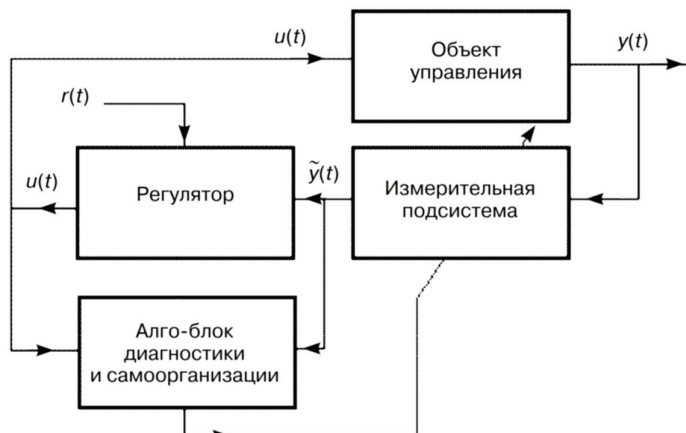 u(t)
Объект
управления
y(t)
r(t)
u(t)
Регулятор
ỹ(t)
Измерительная
подсистема
Алго-блок
диагностики
и самоорганизации